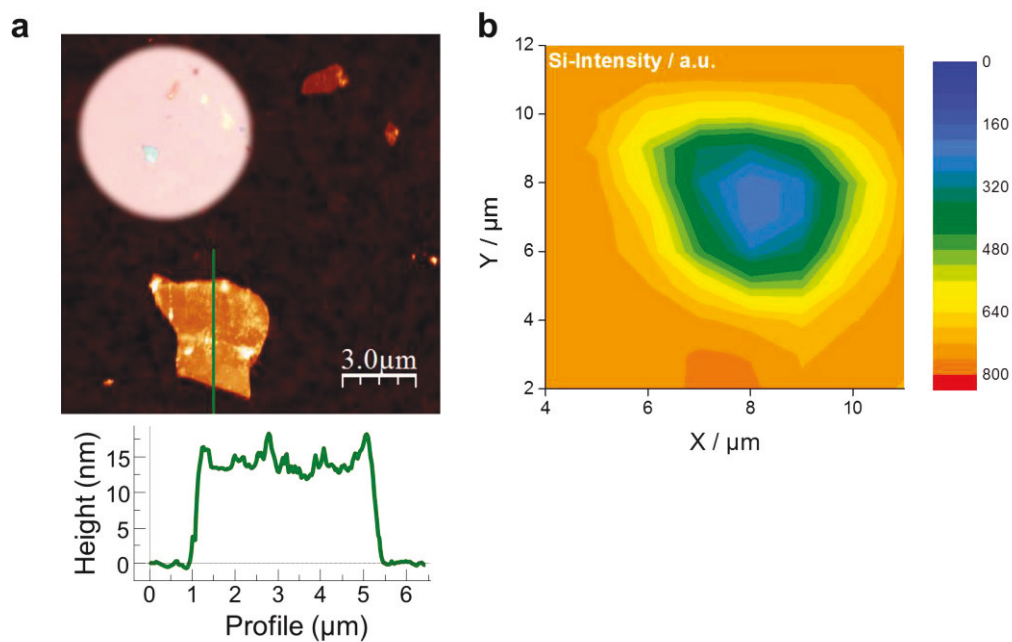 a
3.0µm
Height (nm)
15
10
5
0
0 1 2 3 4 5 6
Profile (µm)
b
Si-Intensity / a.u.
Y / µm
12
10
8
6
4
2
4 6 8 10
X / µm
0
160
320
480
640
800